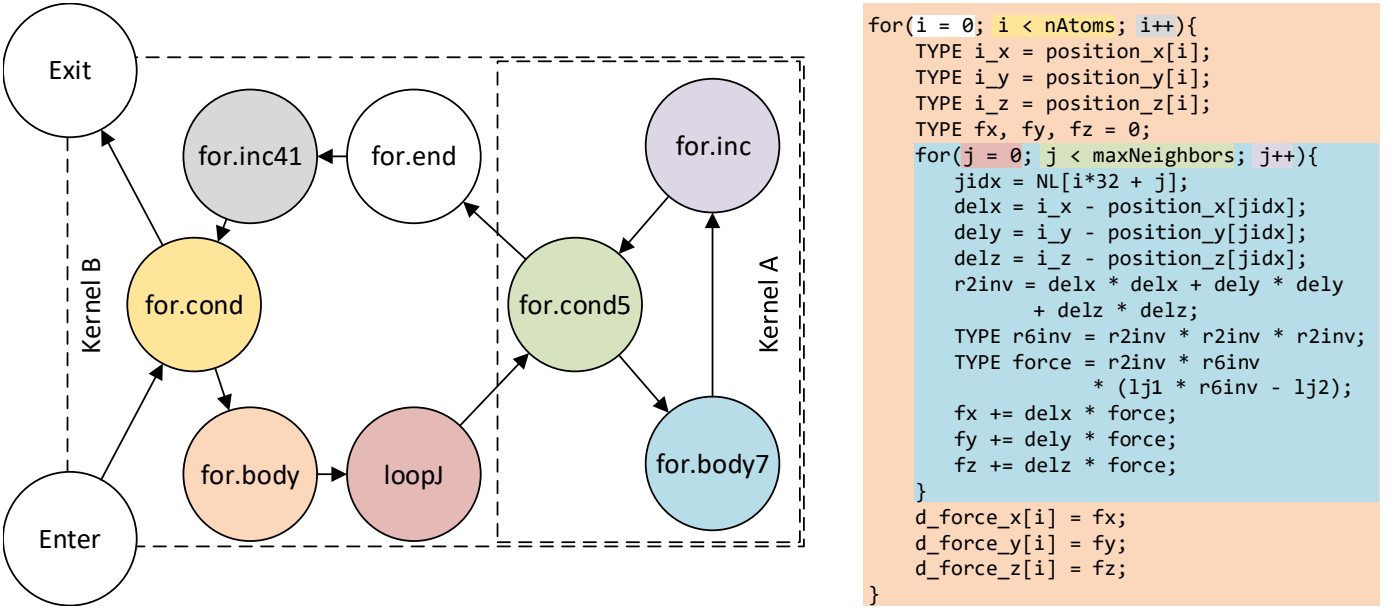 Exit
for.inc41
for.end
for.inc
Kernel B
for.cond
for.cond5
Kernel A
for.body
loopJ
for.body7
Enter
for(i = 0; i < nAtoms; i++){
TYPE i_x = position_x[i];
TYPE i_y = position_y[i];
TYPE i_z = position_z[i];
TYPE fx, fy, fz = 0;
for(j = 0; j < maxNeighbors; j++){
jidx = NL[i*32 + j];
delx = i_x - position_x[jidx];
dely = i_y - position_y[jidx];
delz = i_z - position_z[jidx];
r2inv = delx * delx + dely * dely
+ delz * delz;
TYPE r6inv = r2inv * r2inv * r2inv;
TYPE force = r2inv * r6inv
* (lj1 * r6inv - lj2);
fx += delx * force;
fy += dely * force;
fz += delz * force;
}
d_force_x[i] = fx;
d_force_y[i] = fy;
d_force_z[i] = fz;
}